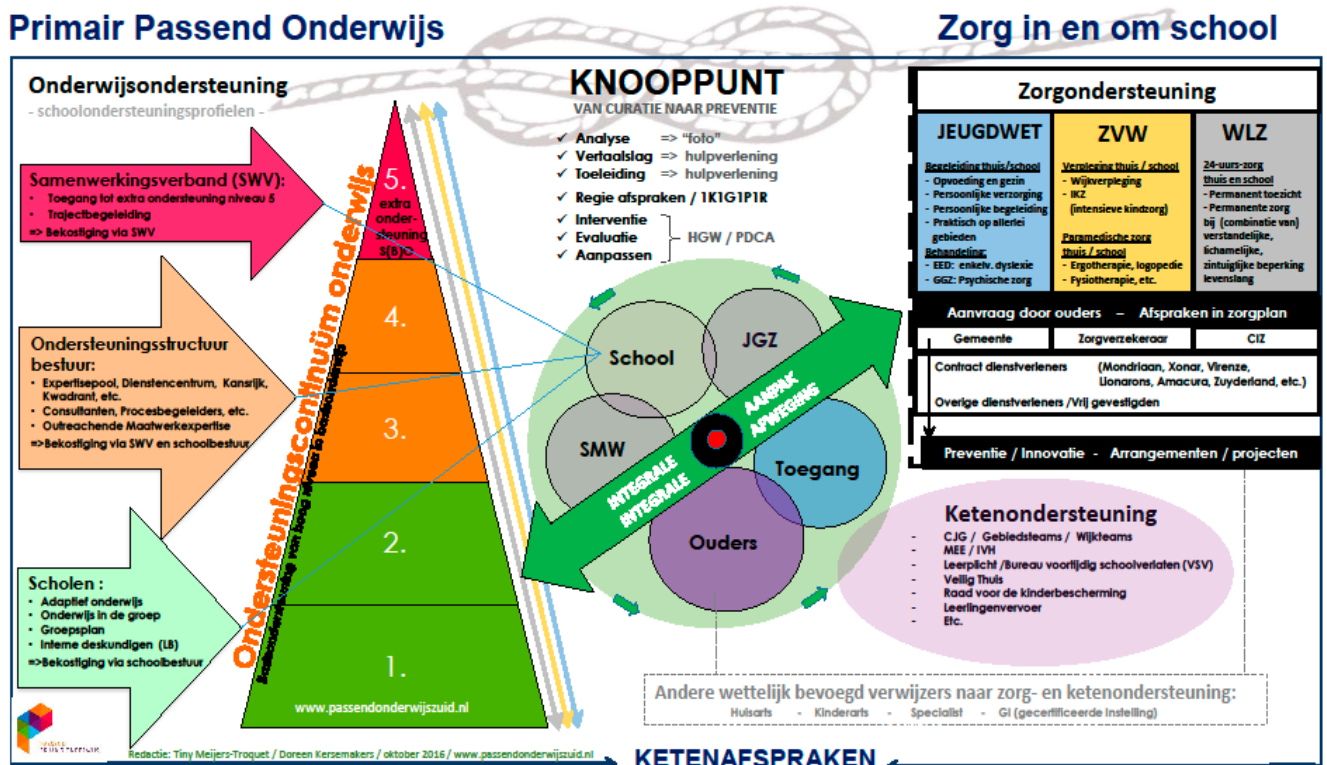 Primair Passend Onderwijs
Zorg in en om school
Onderwijsondersteuning
- schoolondersteuningsprofielen -
Samenwerkingsverband (SWV):
• Toegang tot extra ondersteuning niveau 5
• Trajectbegeleiding
=> Bekostiging via SWV
Ondersteuningsstructuur
bestuur:
• Expertisepool, Dienstencentrum, Kansrijk,
Kwadrant, etc.
• Consultanten, Procesbegeleiders, etc.
• Outreachende Maatwerkexpertise
=>Bekostiging via SWV en schoolbestuur
Scholen :
• Adaptief onderwijs
• Onderwijs in de groep
• Groepsplan
• Interne deskundigen (LB)
=>Bekostiging via schoolbestuur
Ondersteuningscontinuüm onderwijs
Basisondersteuning van hoog niveau in basisonderwijs
5.
extra
onder-
steuning
S(B)O
4.
3.
2.
1.
www.passendonderwijszuid.nl
KNOOPPUNT
VAN CURATIE NAAR PREVENTIE
✓ Analyse => "foto"
✓ Vertaalslag => hulpverlening
✓ Toeleiding => hulpverlening
✓ Regie afspraken / 1K1G1P1R
✓ Interventie
✓ Evaluatie
✓ Aanpassen
HGW / PDCA
School
JGZ
SMW
Toegang
Ouders
INTEGRALE AANPAK
INTEGRALE AFWEGING
Zorgondersteuning
JEUGDWET
Begeleiding thuis/school
- Opvoeding en gezin
- Persoonlijke verzorging
- Persoonlijke begeleiding
- Praktisch op allerlei
gebieden
Behandeling:
- EED: enkelv. dyslexie
- GGZ: Psychische zorg
ZVW
Verpleging thuis / school
- Wijkverpleging
- IKZ
(intensieve kindzorg)
Paramedische zorg
thuis / school
- Ergotherapie, logopedie
- Fysiotherapie, etc.
WLZ
24-uurs-zorg
thuis en school
- Permanent toezicht
- Permanente zorg
bij (combinatie van)
verstandelijke,
lichamelijke,
zintuiglijke beperking
levenslang
Aanvraag door ouders – Afspraken in zorgplan
Gemeente
Zorgverzekeraar
CIZ
Contract dienstverleners (Mondriaan, Xonar, Virenze,
Lionarons, Amacura, Zuyderland, etc.)
Overige dienstverleners /Vrij gevestigden
Preventie / Innovatie - Arrangementen / projecten
Ketenondersteuning
- CJG / Gebiedsteams / Wijkteams
- MEE / IVH
- Leerplicht /Bureau voortijdig schoolverlaten (VSV)
- Veilig Thuis
- Raad voor de kinderbescherming
- Leerlingenvervoer
- Etc.
Andere wettelijk bevoegd verwijzers naar zorg- en ketenondersteuning:
Huisarts - Kinderarts - Specialist - GI (gecertificeerde instelling)
Redactie: Tiny Meijers-Troquet / Doreen Kersemakers / oktober 2016 / www.passendonderwijszuid.nl
KETENAFSPRAKEN